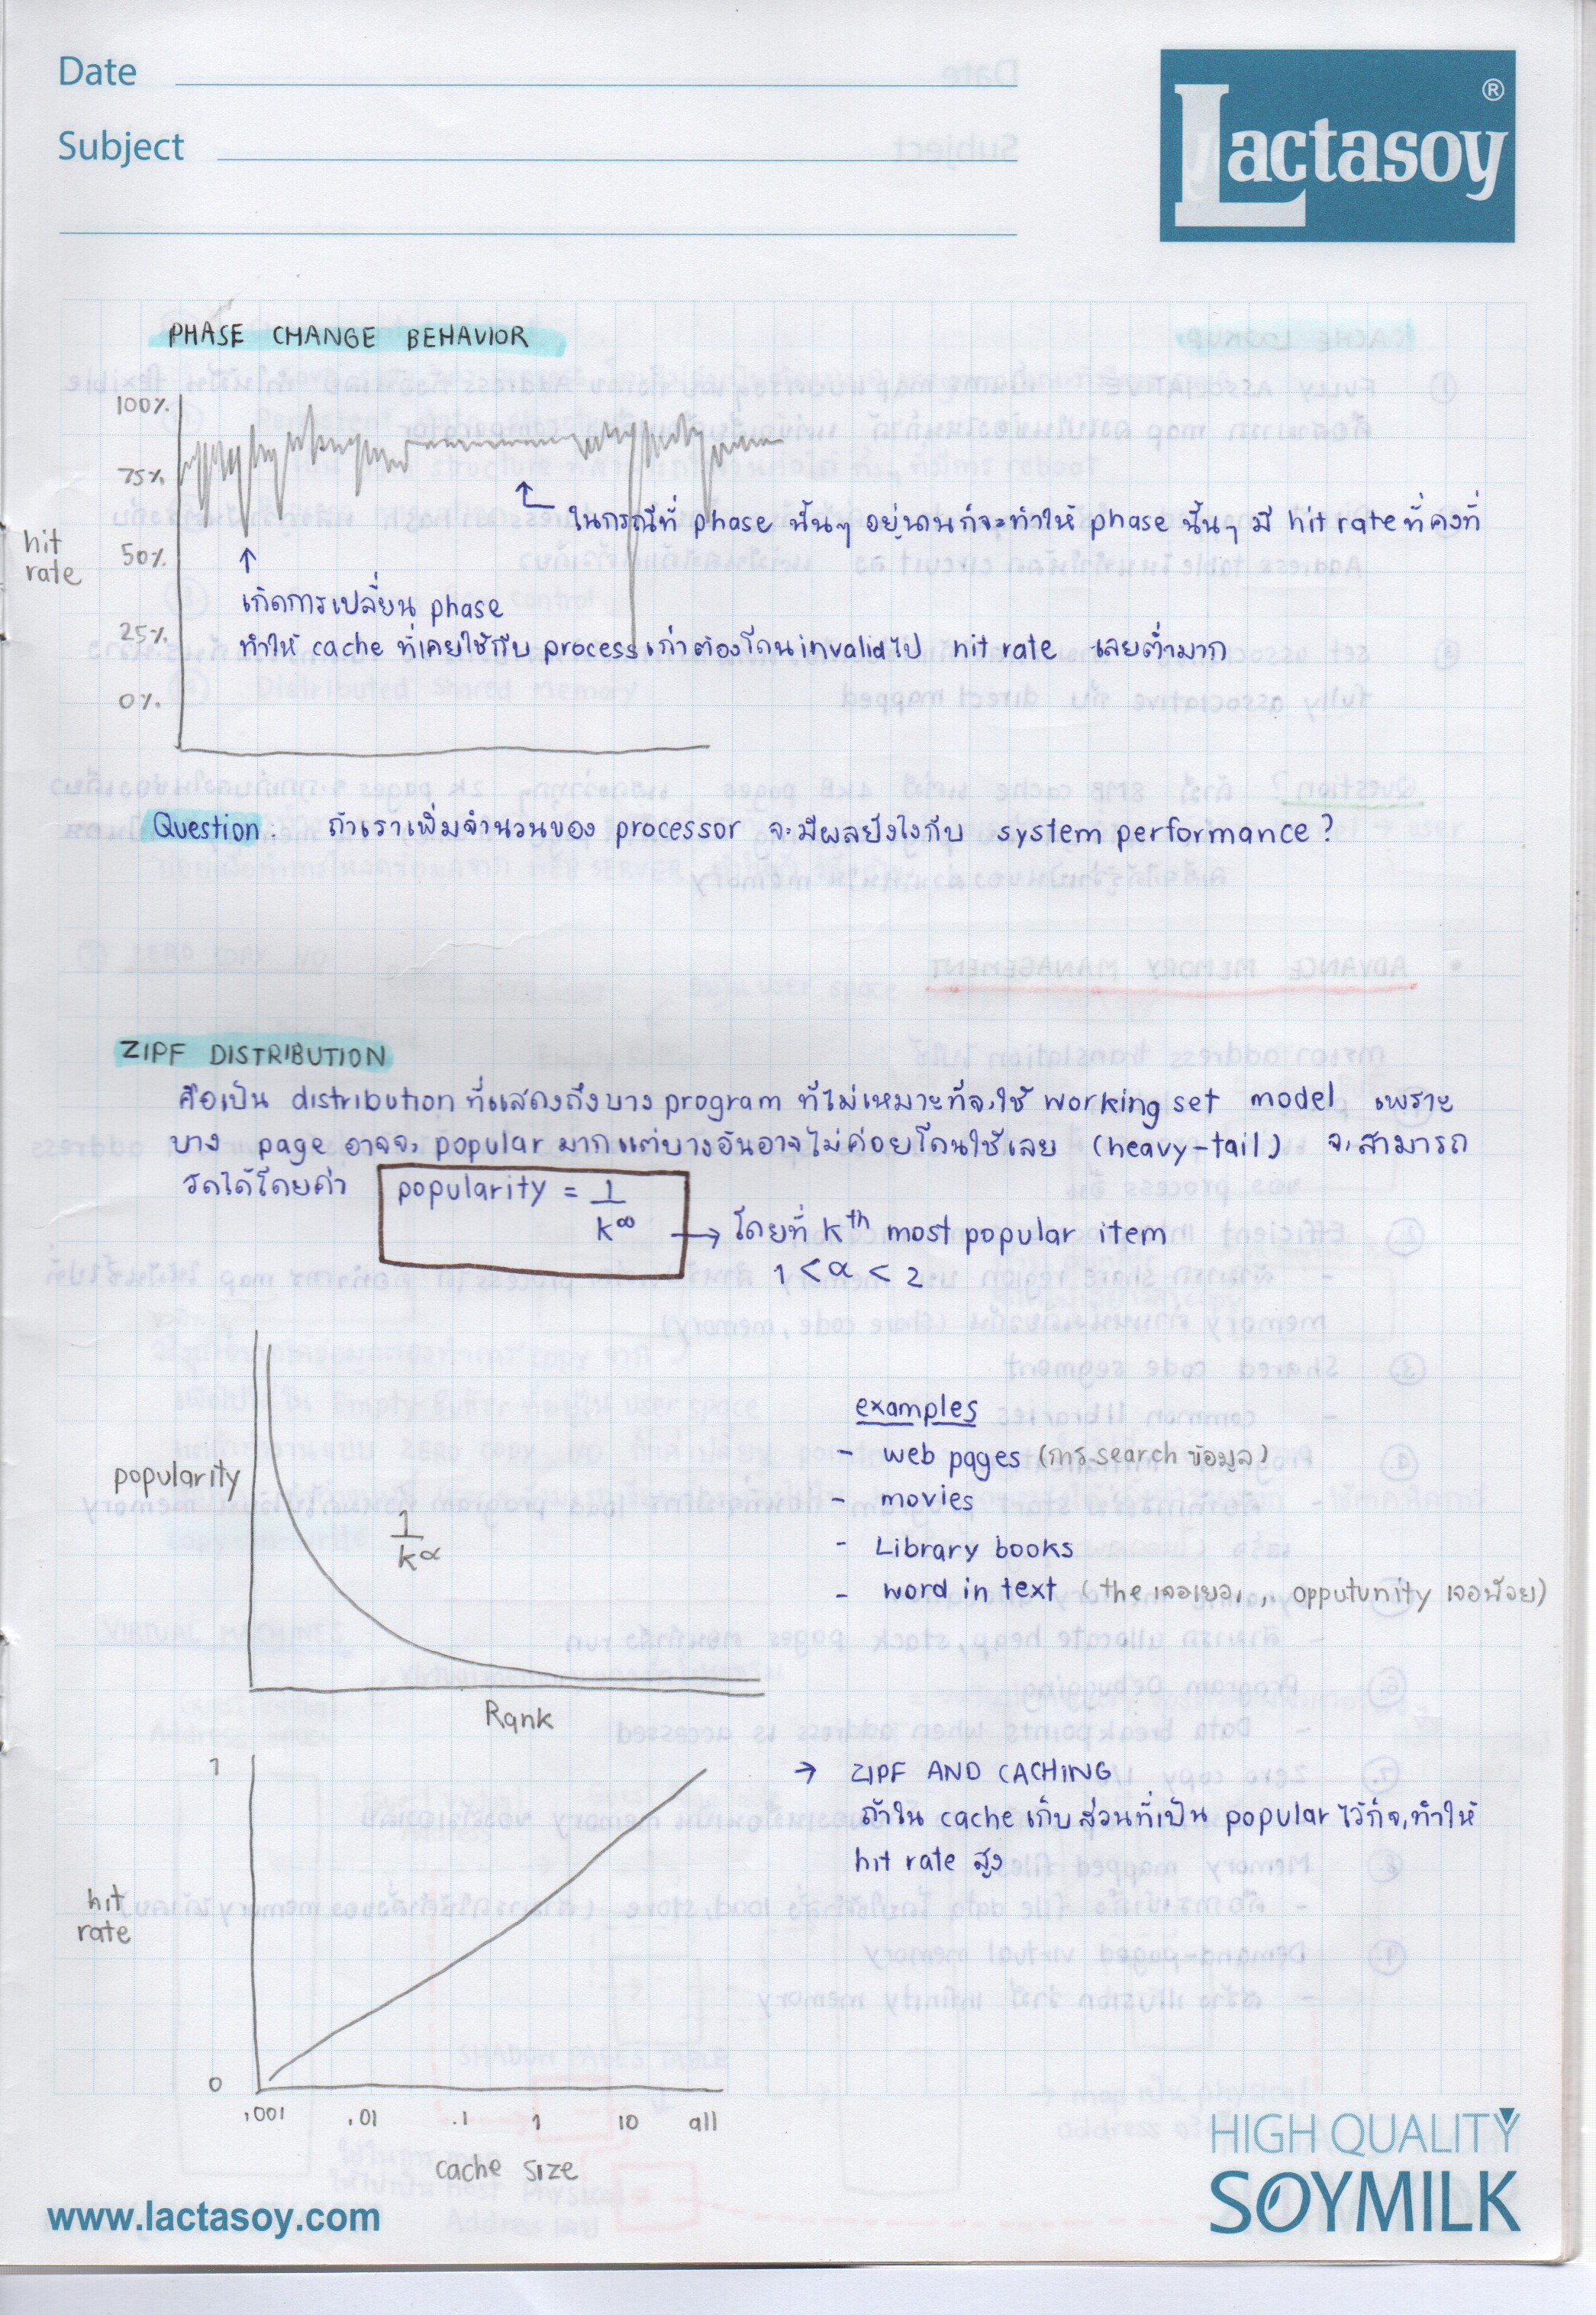 Date
Subject
Lactasoy ®
PHASE CHANGE BEHAVIOR
100%
75%
hit
rate
50%
25%
0%
ในกรณีที่ phase นั้นๆ อยู่นานก็จะทำให้ phase นั้นๆ มี hit rate ที่คงที่
เกิดการเปลี่ยน phase
ทำให้ cache ที่เคยใช้กับ process เก่าต้องโดน invalid ไป hit rate เลยต่ำมาก
Question : ถ้าเราเพิ่มจำนวนของ processor จะมีผลยังไงกับ system performance ?
ZIPF DISTRIBUTION
คือเป็น distribution ที่แสดงถึงบาง program ที่ไม่เหมาะที่จะใช้ working set model เพราะ
บาง page อาจจะ popular มากแต่บางอันอาจไม่ค่อยโดนใช้เลย (heavy-tail) จะสามารถ
วัดได้โดยค่า popularity = 1/k^∝ → โดยที่ k^th most popular item
1 < ∝ < 2
popularity
1/k^∝
Rank
examples
- web pages (การ search ข้อมูล)
- movies
- Library books
- word in text (the เจอเยอะ, opputunity เจอน้อย)
1
hit
rate
0
.001 .01 .1 1 10 all
cache size
→ ZIPF AND CACHING
ถ้าใน cache เก็บส่วนที่เป็น popular ไว้ก็จะทำให้
hit rate สูง
www.lactasoy.com
HIGH QUALITY
SOYMILK